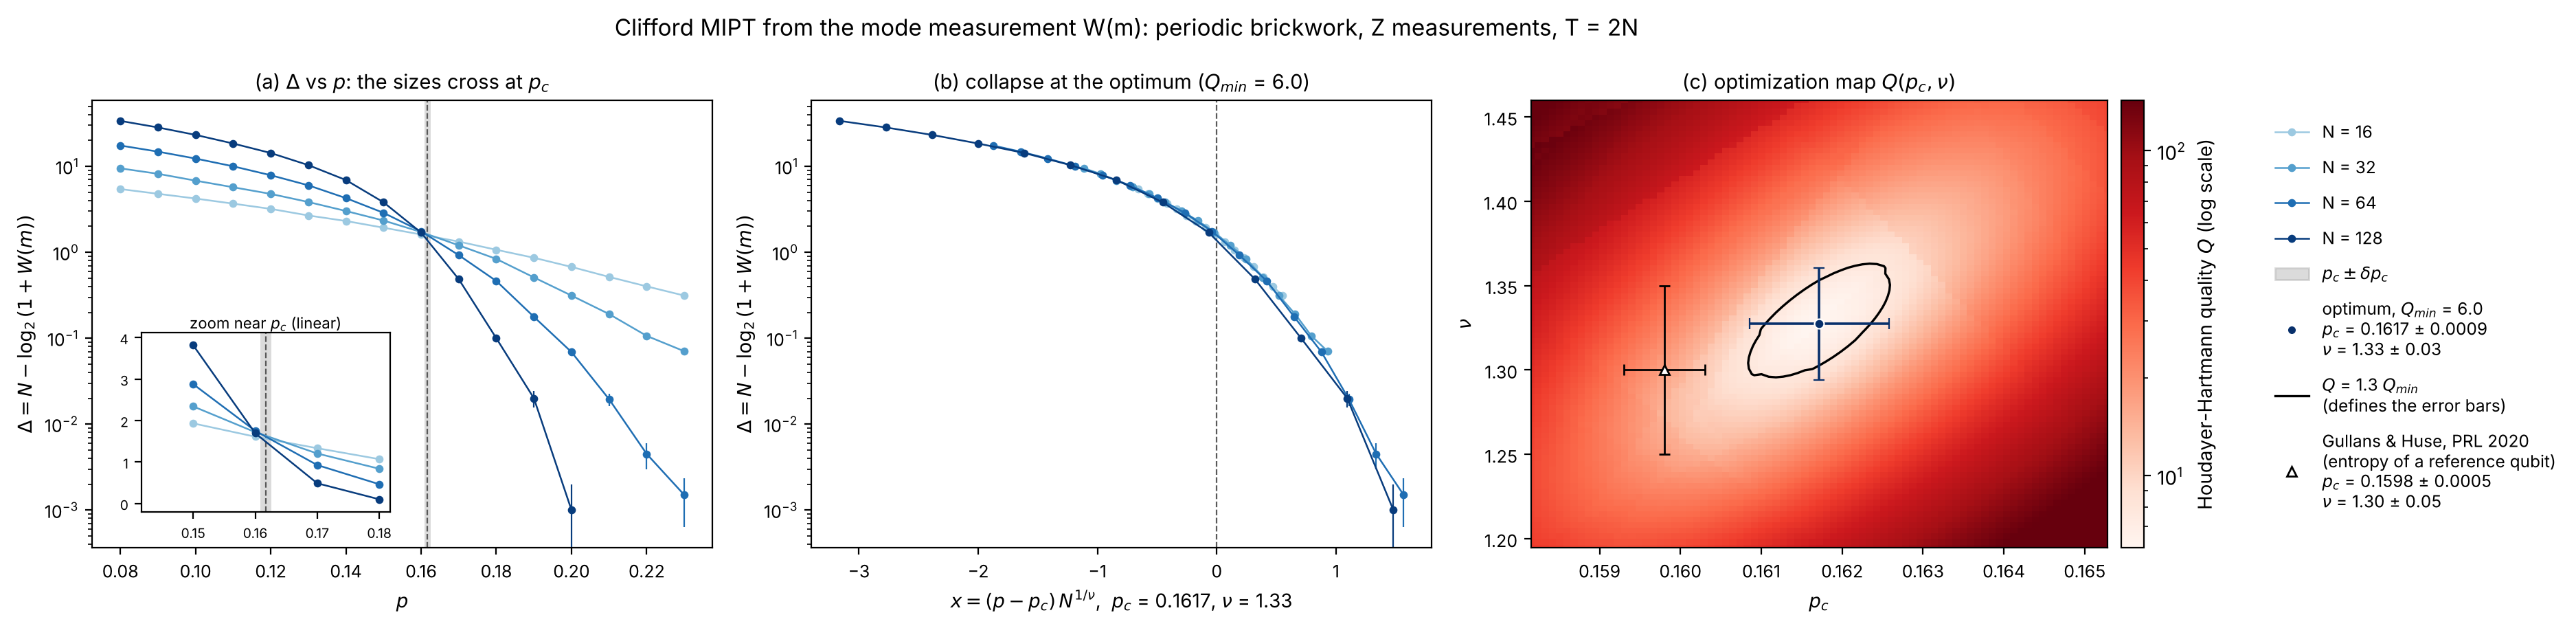 Clifford MIPT from the mode measurement W(m): periodic brickwork, Z measurements, T = 2N
(a) Δ vs p: the sizes cross at p_c
Δ = N − log₂ (1 + W(m))
10¹
10⁰
10⁻¹
10⁻²
10⁻³
zoom near p_c (linear)
4
3
2
1
0
0.15 0.16 0.17 0.18
0.08 0.10 0.12 0.14 0.16 0.18 0.20 0.22
p
(b) collapse at the optimum (Q_min = 6.0)
Δ = N − log₂ (1 + W(m))
10¹
10⁰
10⁻¹
10⁻²
10⁻³
−3 −2 −1 0 1
x = (p − p_c) N^{1/ν}, p_c = 0.1617, ν = 1.33
(c) optimization map Q(p_c, ν)
ν
1.45
1.40
1.35
1.30
1.25
1.20
0.159 0.160 0.161 0.162 0.163 0.164 0.165
p_c
10²
10¹
Houdayer-Hartmann quality Q (log scale)
N = 16
N = 32
N = 64
N = 128
p_c ± δp_c
optimum, Q_min = 6.0
p_c = 0.1617 ± 0.0009
ν = 1.33 ± 0.03
Q = 1.3 Q_min
(defines the error bars)
Gullans & Huse, PRL 2020
(entropy of a reference qubit)
p_c = 0.1598 ± 0.0005
ν = 1.30 ± 0.05